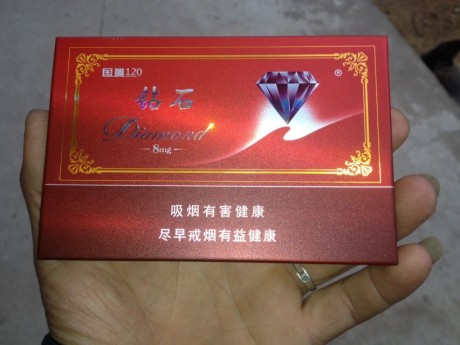 国盟120
钻石
®
Diamond
8mg
吸烟有害健康
尽早戒烟有益健康